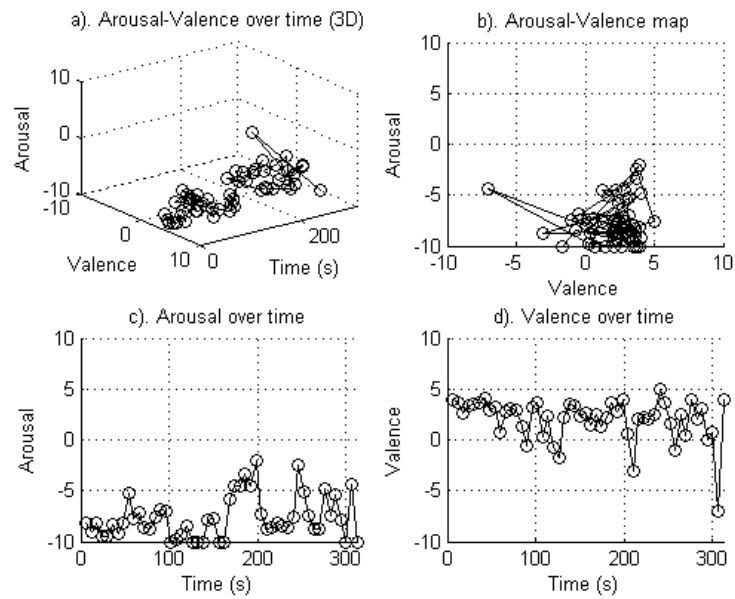 a). Arousal-Valence over time (3D)
10
0
-10
Arousal
-10
0
10
Valence
0
200
Time (s)
b). Arousal-Valence map
10
5
0
-5
-10
Arousal
-10
-5
0
5
10
Valence
c). Arousal over time
10
5
0
-5
-10
Arousal
0
100
200
300
Time (s)
d). Valence over time
10
5
0
-5
-10
Valence
0
100
200
300
Time (s)